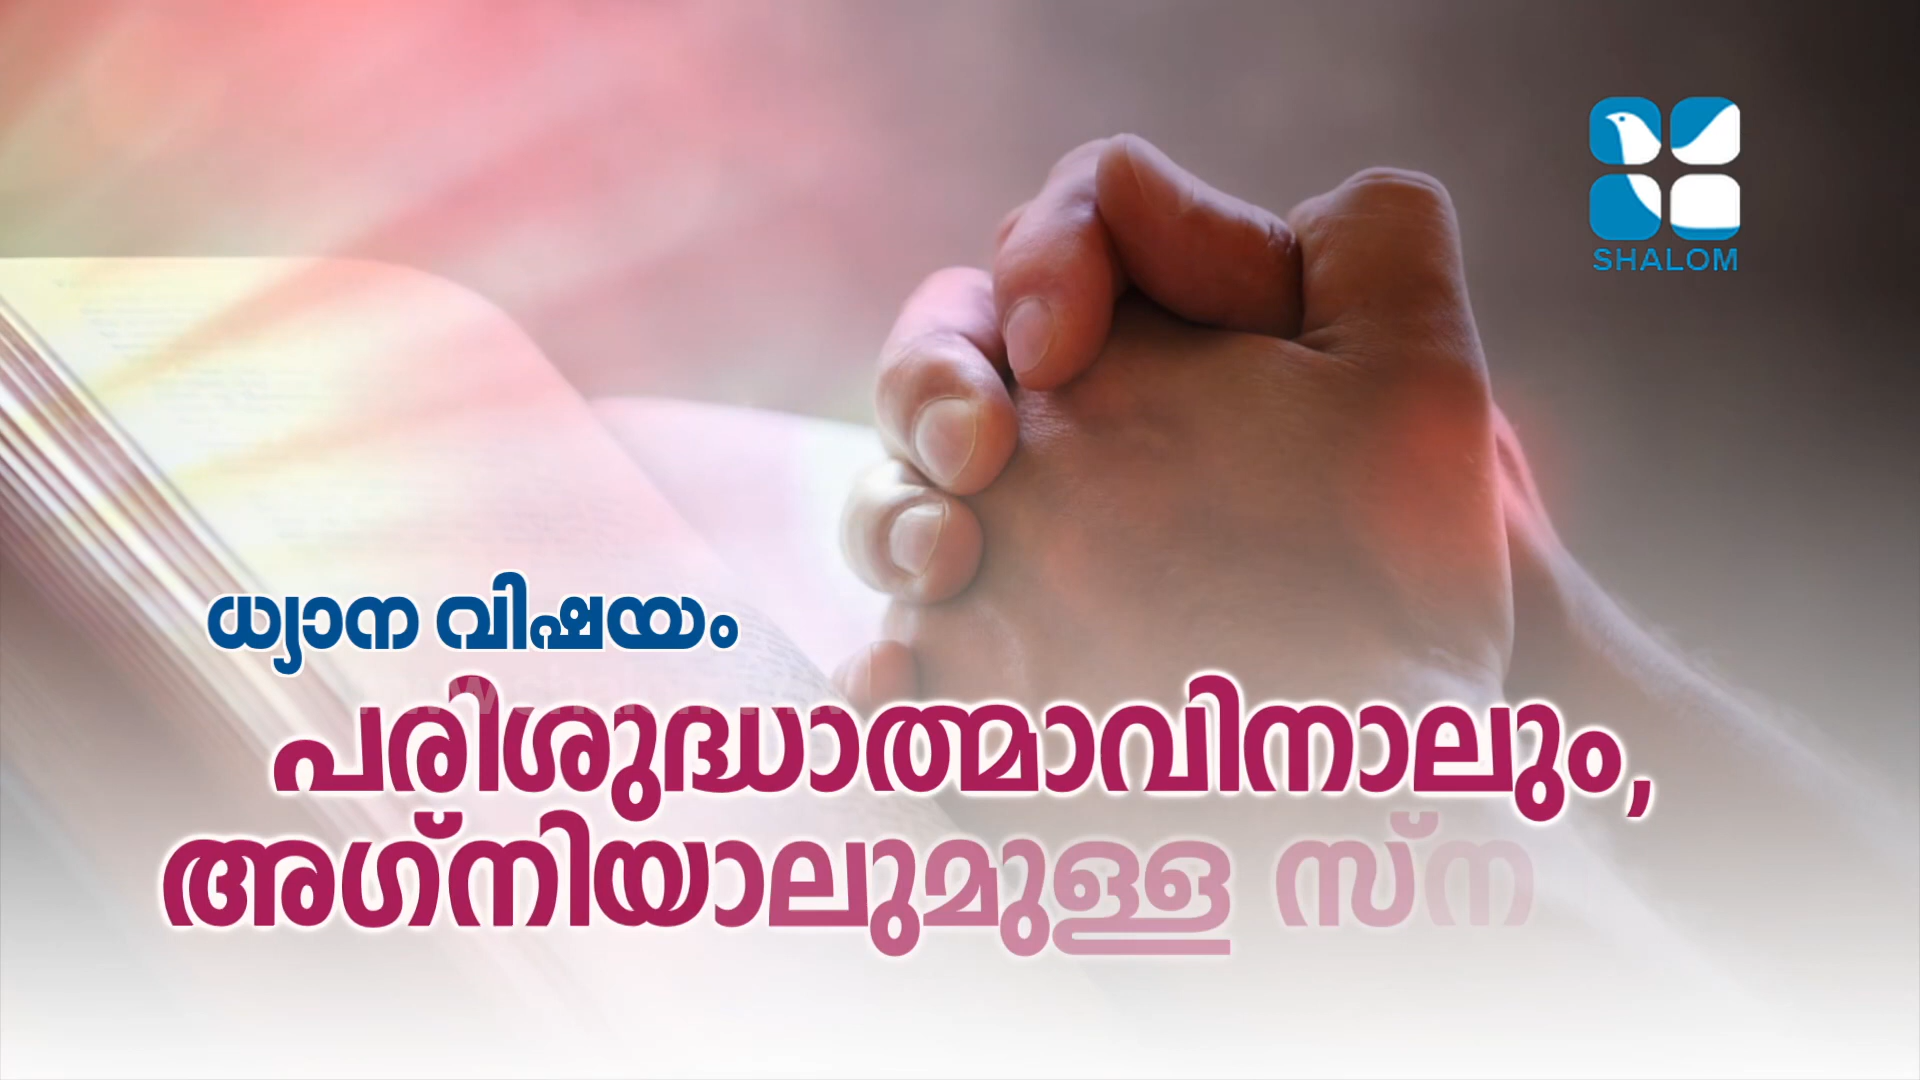 SHALOM
ധ്യാന വിഷയം
പരിശുദ്ധാത്മാവിനാലും,
അഗ്‌നിയാലുമുള്ള സ്ന